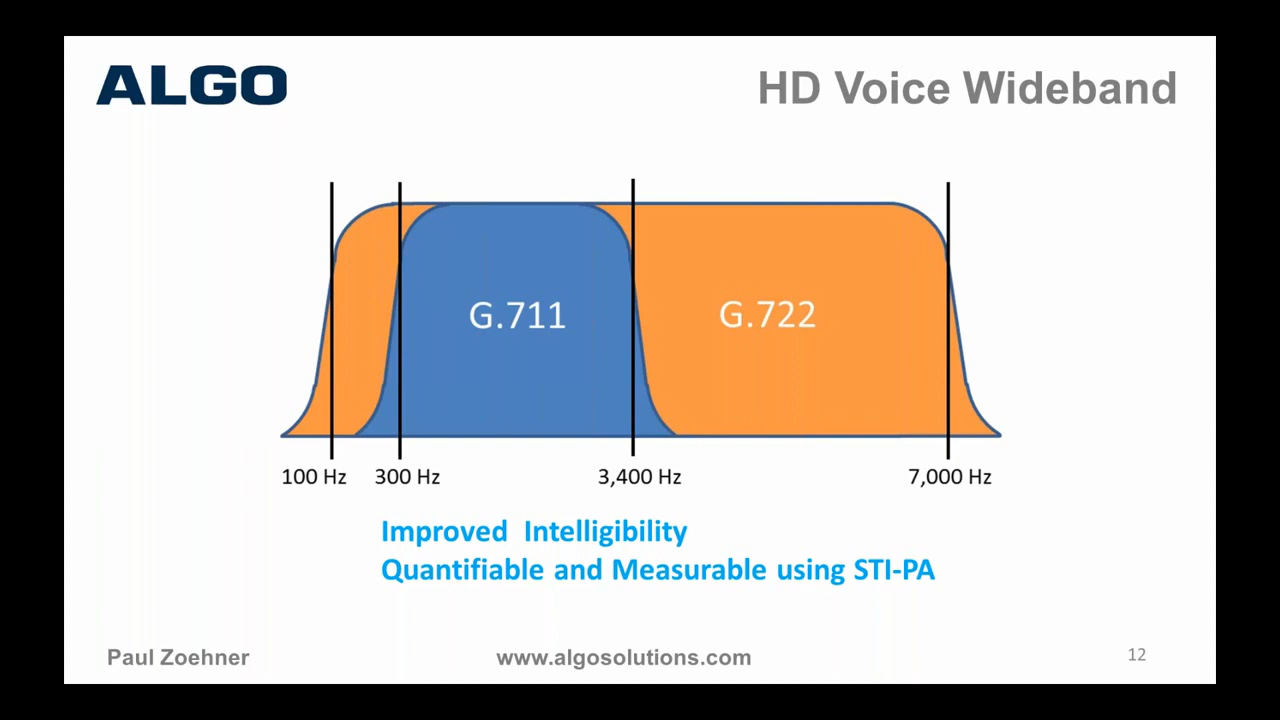 ALGO
HD Voice Wideband
G.711
G.722
100 Hz
300 Hz
3,400 Hz
7,000 Hz
Improved Intelligibility
Quantifiable and Measurable using STI-PA
Paul Zoehner
www.algosolutions.com
12